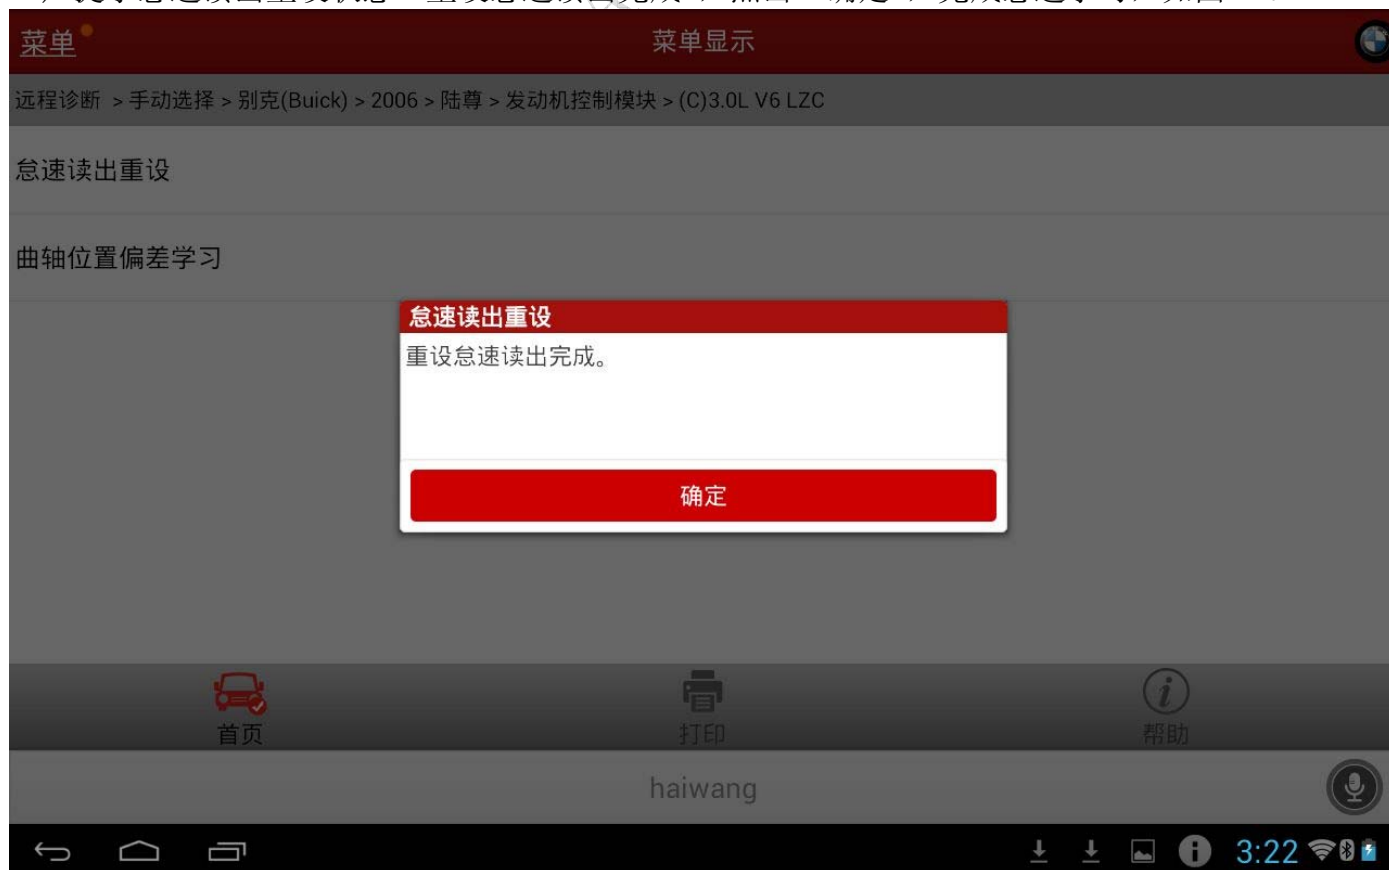 菜单
菜单显示
远程诊断 > 手动选择 > 别克(Buick) > 2006 > 陆尊 > 发动机控制模块 > (C)3.0L V6 LZC
怠速读出重设
曲轴位置偏差学习
怠速读出重设
重设怠速读出完成。
确定
首页
打印
帮助
haiwang
3:22